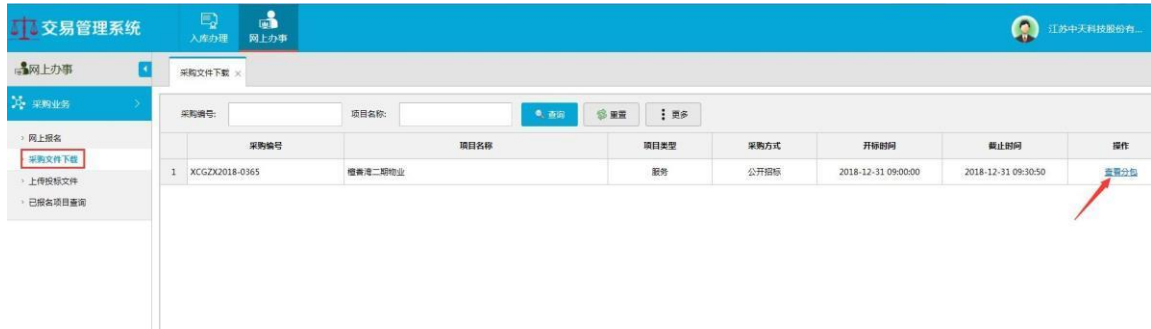 交易管理系统
入库办理
网上办事
江苏中天科技股份有...
网上办事
采购文件下载 ×
采购业务
采购编号:
项目名称:
查询
重置
更多
网上报名
采购文件下载
上传投标文件
已报名项目查询
采购编号 项目名称 项目类型 采购方式 开标时间 截止时间 操作
1 XCGZX2018-0365 檀香湾二期物业 服务 公开招标 2018-12-31 09:00:00 2018-12-31 09:30:50 查看分包